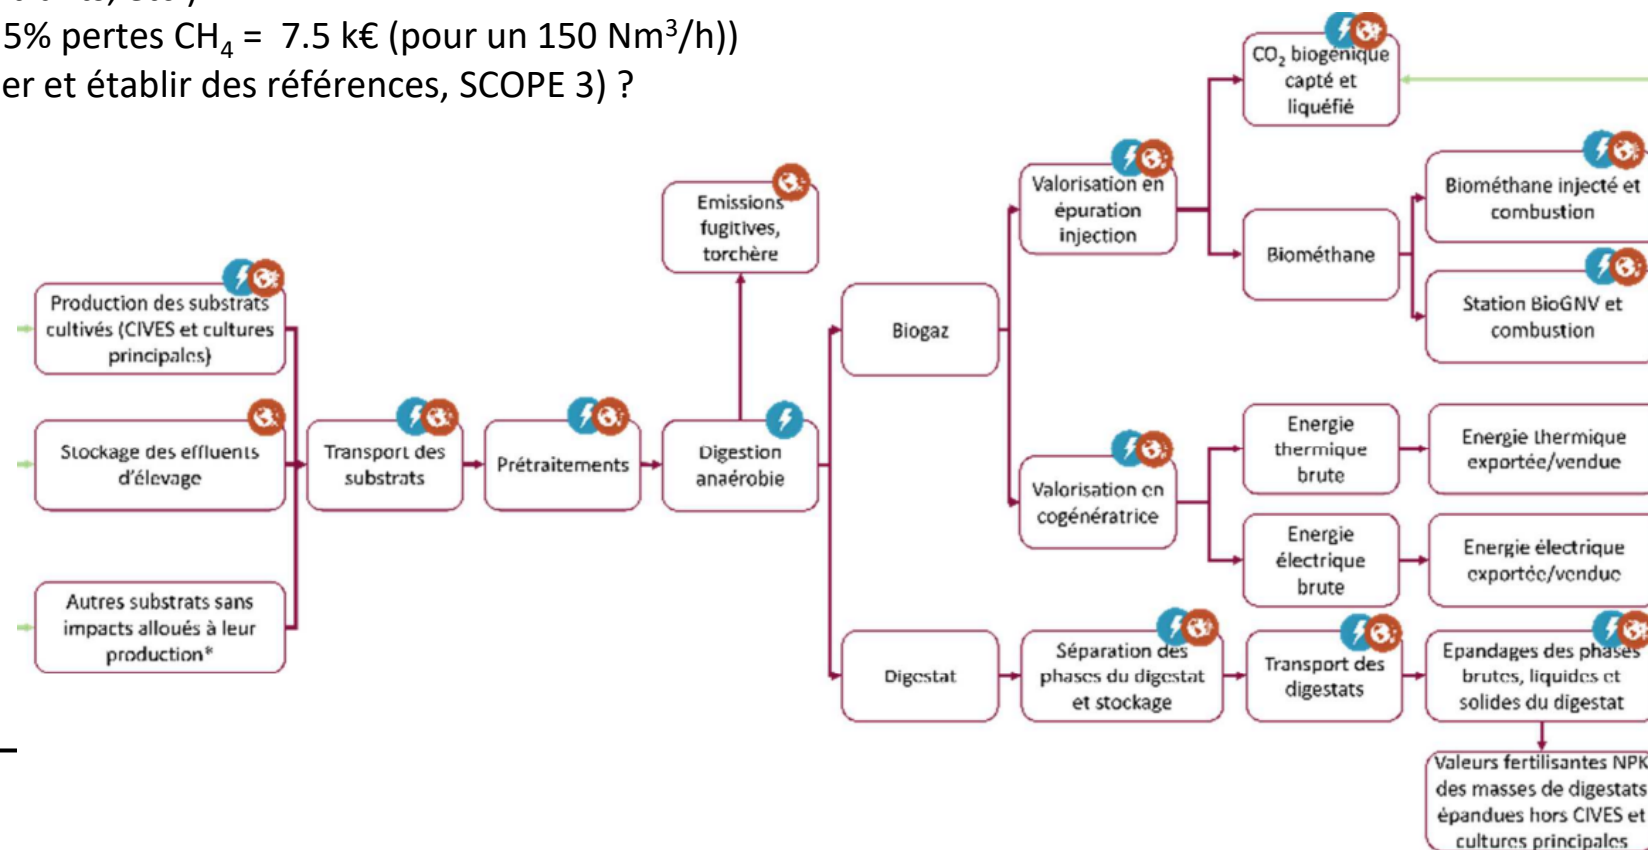 5% pertes CH₄ = 7.5 k€ (pour un 150 Nm³/h))
er et établir des références, SCOPE 3) ?
CO₂ biogénique
capté et
liquéfié
Valorisation en
épuration
injection
Biométhane injecté et
combustion
Emissions
fugitives,
torchère
Biométhane
Production des substrats
cultivés (CIVES et cultures
principales)
Biogaz
Station BioGNV et
combustion
Stockage des effluents
d'élevage
Transport des
substrats
Prétraitements
Digestion
anaérobie
Energie
thermique
brute
Energie thermique
exportée/vendue
Valorisation en
cogénératrice
Energie
électrique
brute
Energie électrique
exportée/vendue
Autres substrats sans
impacts alloués à leur
production*
Digestat
Séparation des
phases du digestat
et stockage
Transport des
digestats
Epandages des phases
brutes, liquides et
solides du digestat
Valeurs fertilisantes NPK
des masses de digestats
épandues hors CIVES et
cultures principales